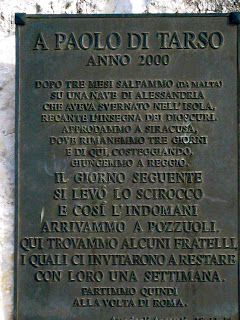 A PAOLO DI TARSO
ANNO 2000
DOPO TRE MESI SALPAMMO (DA MALTA)
SU UNA NAVE DI ALESSANDRIA
CHE AVEVA SVERNATO NELL'ISOLA,
RECANTE L'INSEGNA DEI DIOSCURI.
APPRODAMMO A SIRACUSA,
DOVE RIMANEMMO TRE GIORNI
E DI QUI, COSTEGGIANDO,
GIUNGEMMO A REGGIO.
IL GIORNO SEGUENTE
SI LEVÒ LO SCIROCCO
E COSÍ L'INDOMANI
ARRIVAMMO A POZZUOLI.
QUI TROVAMMO ALCUNI FRATELLI,
I QUALI CI INVITARONO A RESTARE
CON LORO UNA SETTIMANA.
PARTIMMO QUINDI
ALLA VOLTA DI ROMA.